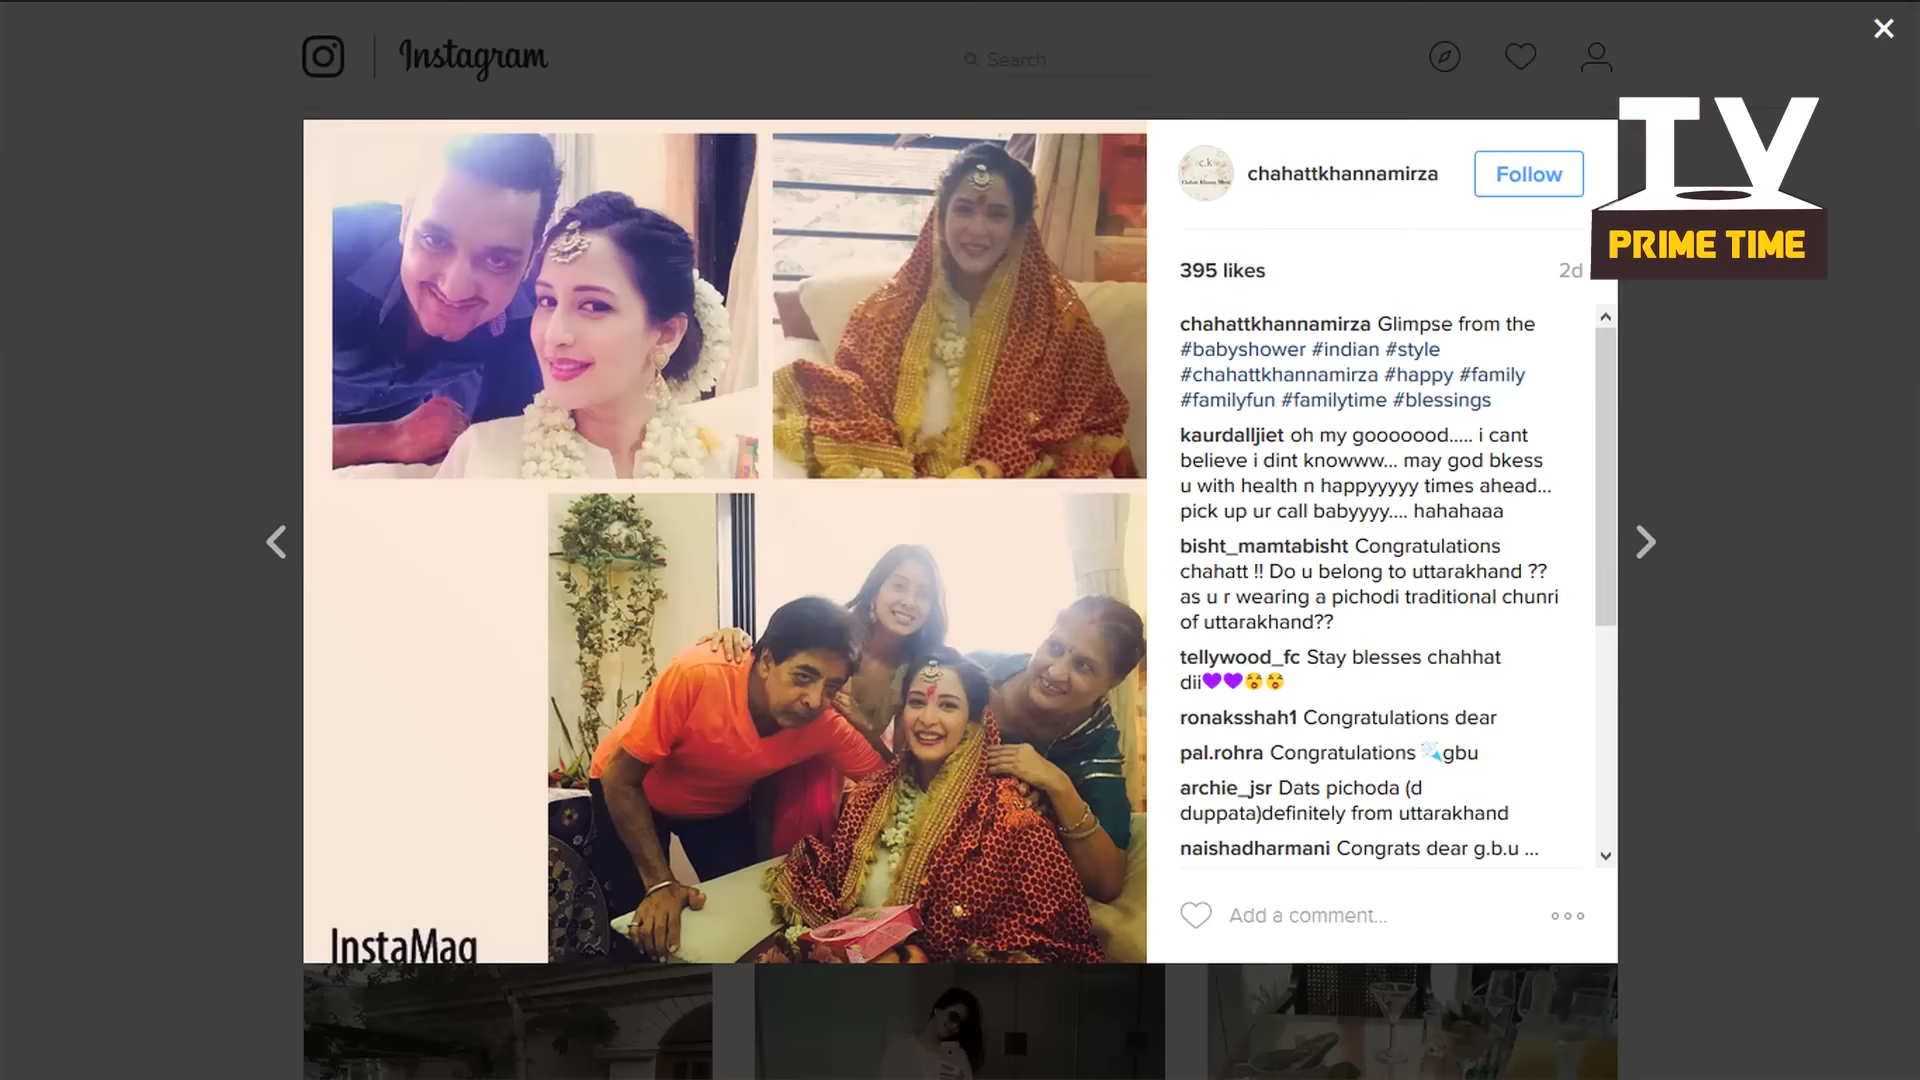 Instagram
Search
TV
PRIME TIME
chahattkhannamirza
Follow
395 likes
2d
chahattkhannamirza Glimpse from the
#babyshower #indian #style
#chahattkhannamirza #happy #family
#familyfun #familytime #blessings
kaurdalljiet oh my gooooood..... i cant
believe i dint knowww... may god bkess
u with health n happyyyyy times ahead...
pick up ur call babyyyy.... hahahaaa
bisht_mamtabisht Congratulations
chahatt !! Do u belong to uttarakhand ??
as u r wearing a pichodi traditional chunri
of uttarakhand??
tellywood_fc Stay blesses chahhat
dii💜💜😲😲
ronaksshah1 Congratulations dear
pal.rohra Congratulations 🎉gbu
archie_jsr Dats pichoda (d
duppata)definitely from uttarakhand
naishadharmani Congrats dear g.b.u ...
Add a comment...
InstaMag